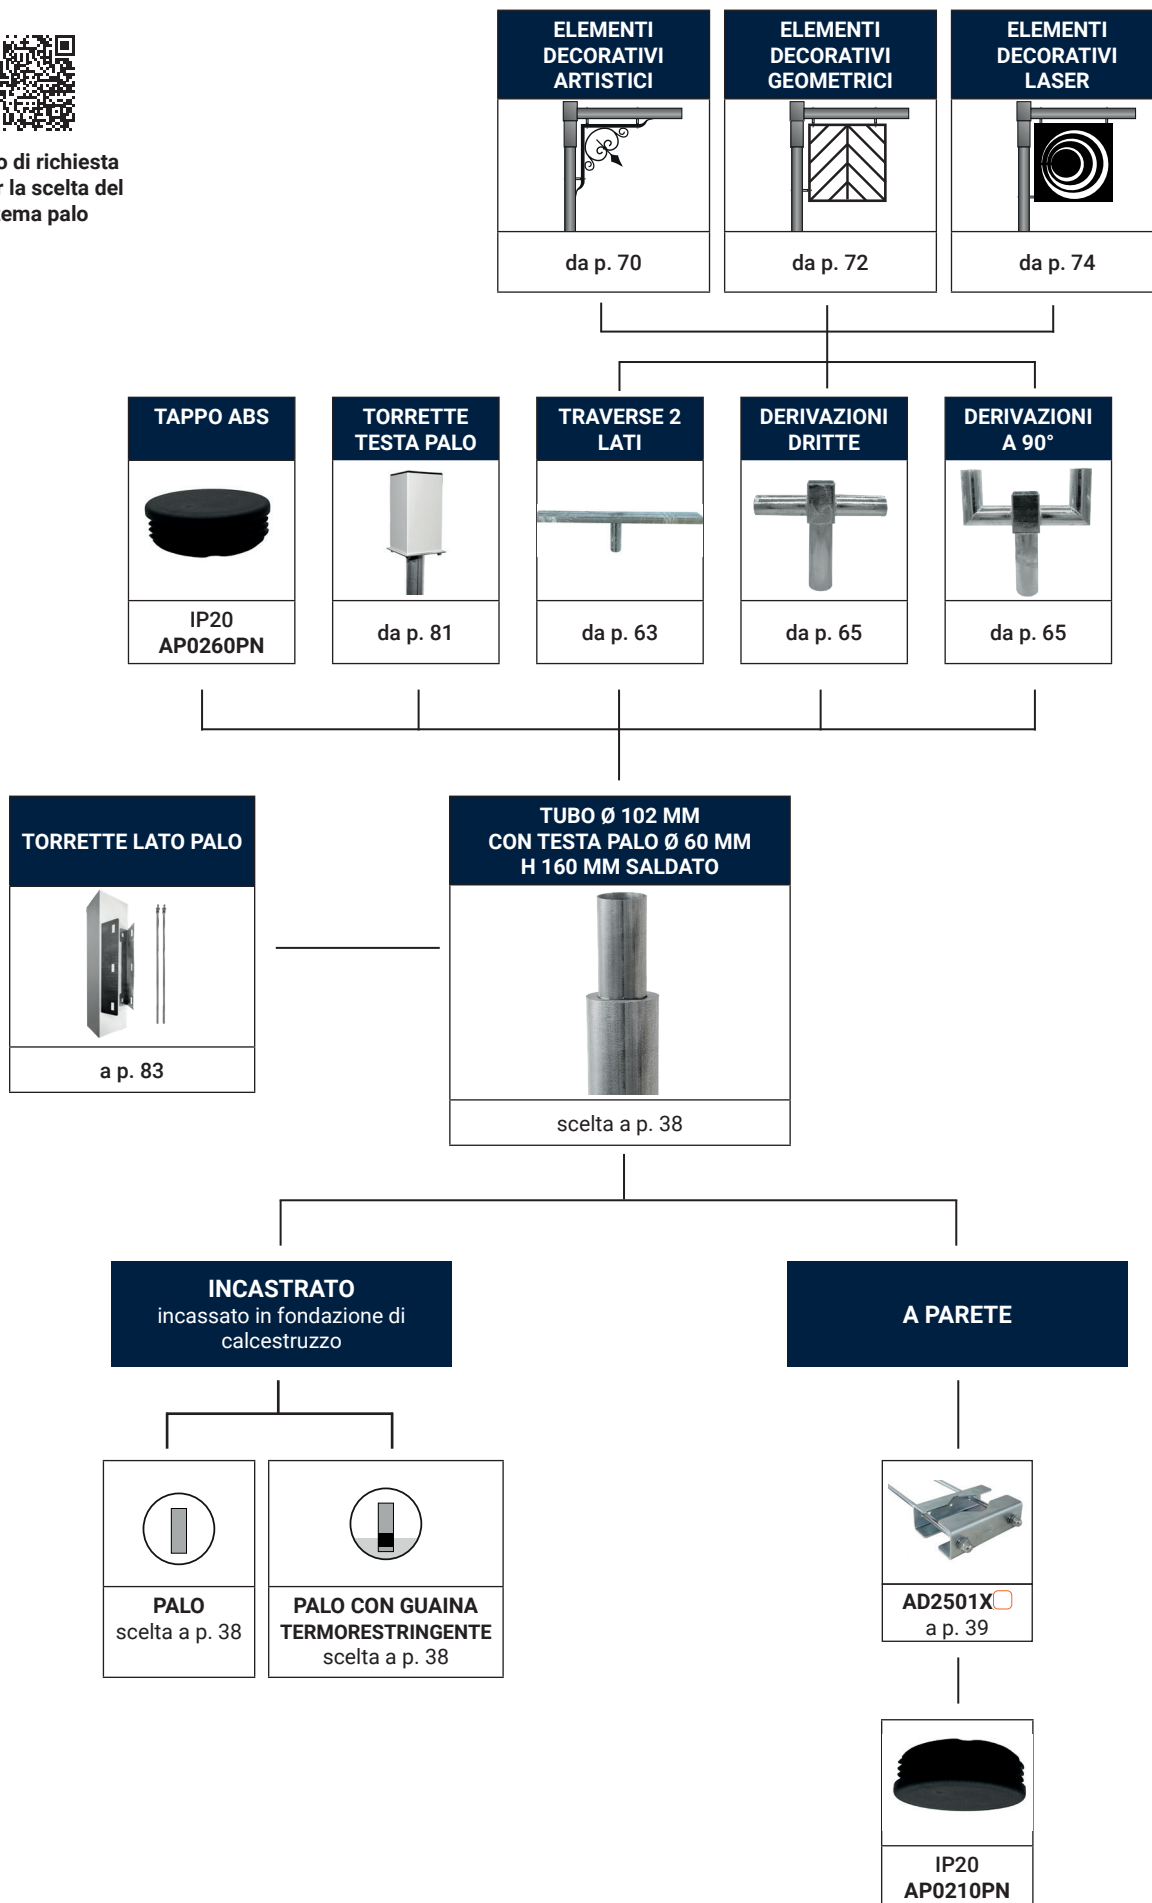 ELEMENTI
DECORATIVI
ARTISTICI
da p. 70
ELEMENTI
DECORATIVI
GEOMETRICI
da p. 72
ELEMENTI
DECORATIVI
LASER
da p. 74
di richiesta
la scelta del
palo
TAPPO ABS
IP20
AP0260PN
TORRETTE
TESTA PALO
da p. 81
TRAVERSE 2
LATI
da p. 63
DERIVAZIONI
DRITTE
da p. 65
DERIVAZIONI
A 90°
da p. 65
TORRETTE LATO PALO
a p. 83
TUBO Ø 102 MM
CON TESTA PALO Ø 60 MM
H 160 MM SALDATO
scelta a p. 38
INCASTRATO
incassato in fondazione di
calcestruzzo
A PARETE
PALO
scelta a p. 38
PALO CON GUAINA
TERMORESTRINGENTE
scelta a p. 38
AD2501X
a p. 39
IP20
AP0210PN